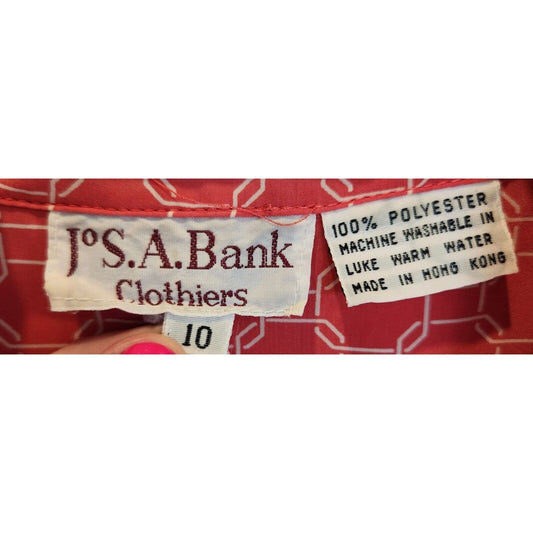 JoS.A.Bank
Clothiers
10
100% POLYESTER
MACHINE WASHABLE IN
LUKE WARM WATER
MADE IN HONG KONG